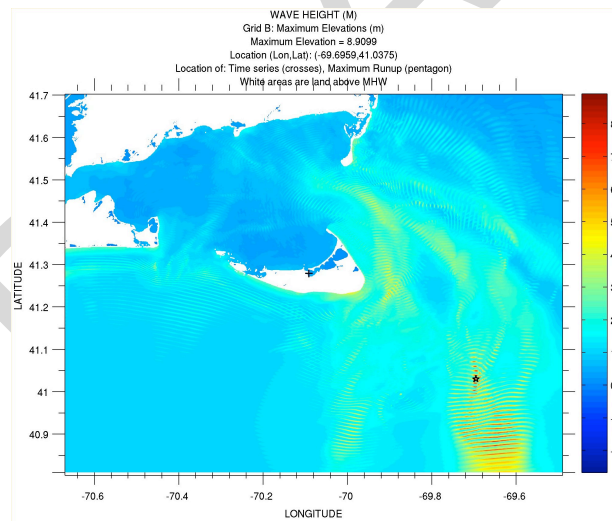 WAVE HEIGHT (M)
Grid B: Maximum Elevations (m)
Maximum Elevation = 8.9099
Location (Lon,Lat): (-69.6959,41.0375)
Location of: Time series (crosses), Maximum Runup (pentagon)
White areas are land above MHW
41.7
41.6
41.5
41.4
41.3
41.2
41.1
41
40.9
LATITUDE
-70.6
-70.4
-70.2
-70
-69.8
-69.6
LONGITUDE